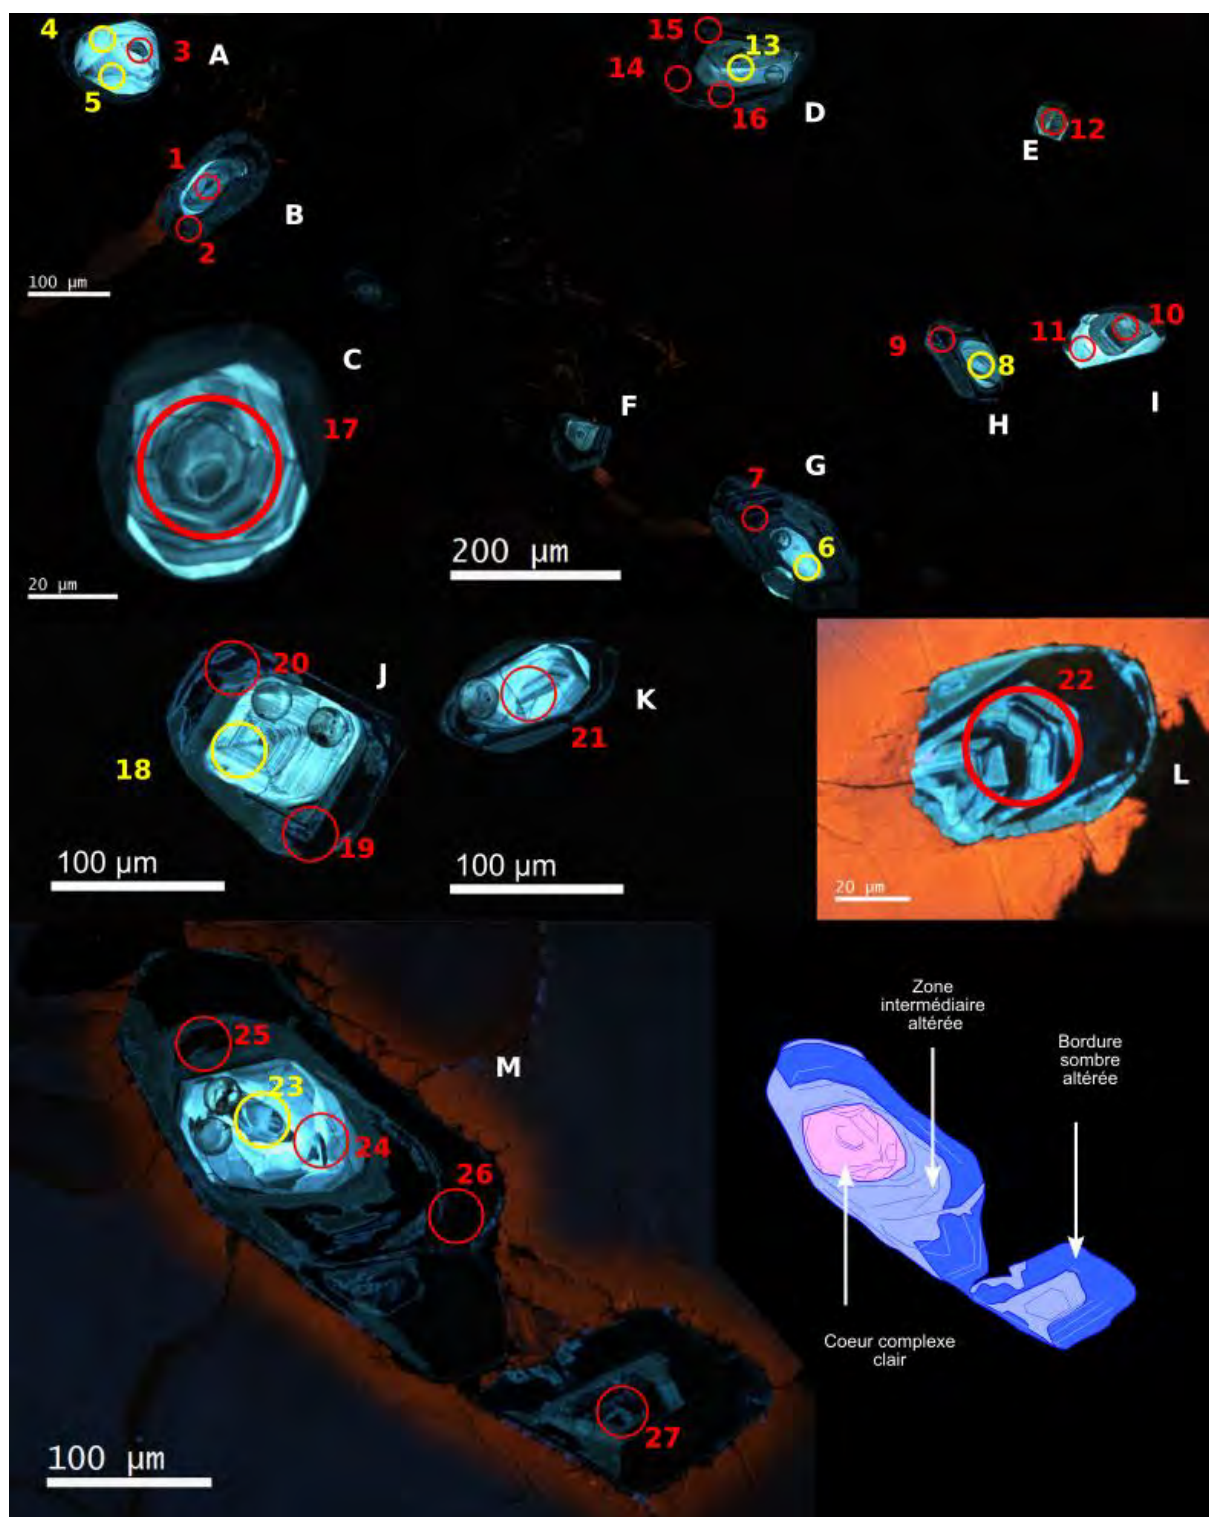 4
3
A
5
1
B
2
100 µm
15
13
14
16
D
12
E
C
17
20 µm
F
9
8
H
11
10
I
G
7
6
200 µm
20
J
18
19
100 µm
K
21
100 µm
22
L
20 µm
25
M
23
24
26
27
100 µm
Zone
intermédiaire
altérée
Bordure
sombre
altérée
Coeur complexe
clair